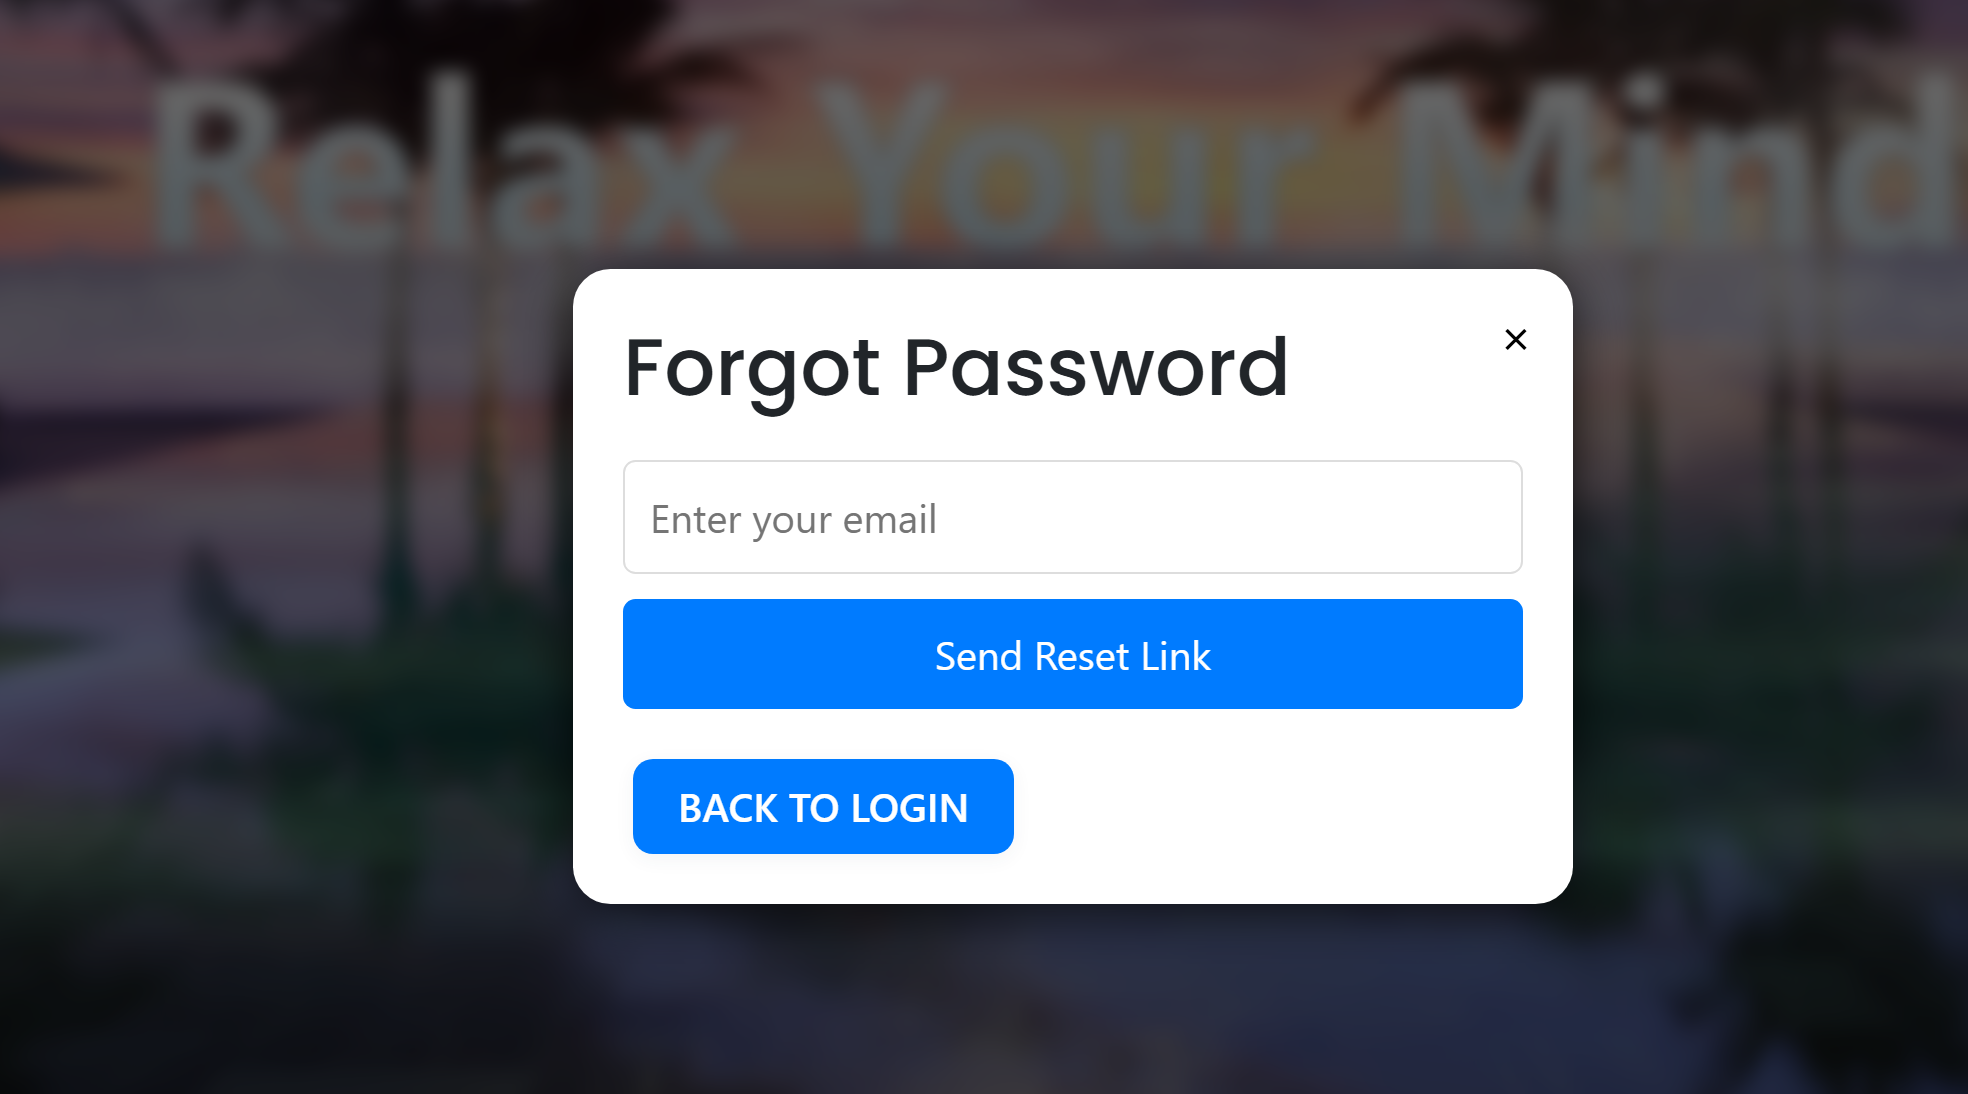 Relax Your Mind
Forgot Password
×
Enter your email
Send Reset Link
BACK TO LOGIN